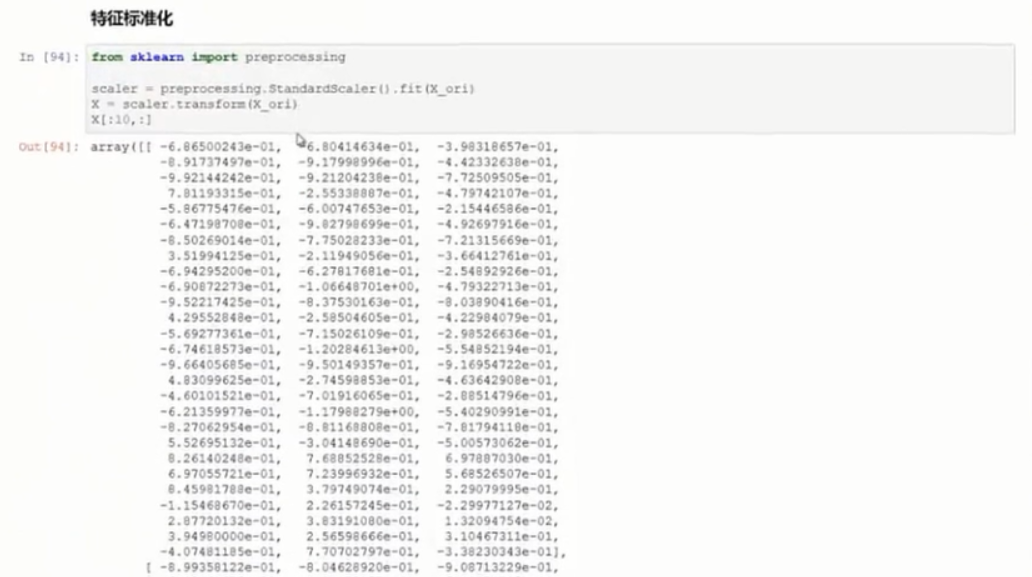 特征标准化
In [94]: from sklearn import preprocessing
scaler = preprocessing.StandardScaler().fit(X_ori)
X = scaler.transform(X_ori)
X[:10,:]
Out[94]: array([[ -6.86500243e-01, -6.80414634e-01, -3.98318657e-01,
-8.91737497e-01, -9.17998996e-01, -4.42332638e-01,
-9.92144242e-01, -9.21204238e-01, -7.72509505e-01,
7.81193315e-01, -2.55338887e-01, -4.79742107e-01,
-5.86775476e-01, -6.00747653e-01, -2.15446586e-01,
-6.47198708e-01, -9.82798699e-01, -4.92697916e-01,
-8.50269014e-01, -7.75028233e-01, -7.21315669e-01,
3.51994125e-01, -2.11949056e-01, -3.66412761e-01,
-6.94295200e-01, -6.27817681e-01, -2.54892926e-01,
-6.90872273e-01, -1.06648701e+00, -4.79322713e-01,
-9.52217425e-01, -8.37530163e-01, -8.03890416e-01,
4.29552848e-01, -2.58504605e-01, -4.22984079e-01,
-5.69277361e-01, -7.15026109e-01, -2.98526636e-01,
-6.74618573e-01, -1.20284613e+00, -5.54852194e-01,
-9.66405685e-01, -9.50149357e-01, -9.16954722e-01,
4.83099625e-01, -2.74598853e-01, -4.63642908e-01,
-4.60101521e-01, -7.01916065e-01, -2.88514796e-01,
-6.21359977e-01, -1.17988279e+00, -5.40290991e-01,
-8.27062954e-01, -8.81168808e-01, -7.81794118e-01,
5.52695132e-01, -3.04148690e-01, -5.00573062e-01,
8.26140248e-01, 7.68852528e-01, 6.97887030e-01,
6.97055721e-01, 7.23996932e-01, 5.68526507e-01,
8.45981788e-01, 3.79749074e-01, 2.29079995e-01,
-1.15468670e-01, 2.26157245e-01, -2.29977127e-02,
2.87720132e-01, 3.83191080e-01, 1.32094754e-02,
3.94980000e-01, 2.56598666e-01, 3.10467311e-01,
-4.07481185e-01, 7.70702797e-01, -3.38230343e-01],
[ -8.99358122e-01, -8.04628920e-01, -9.08713229e-01,